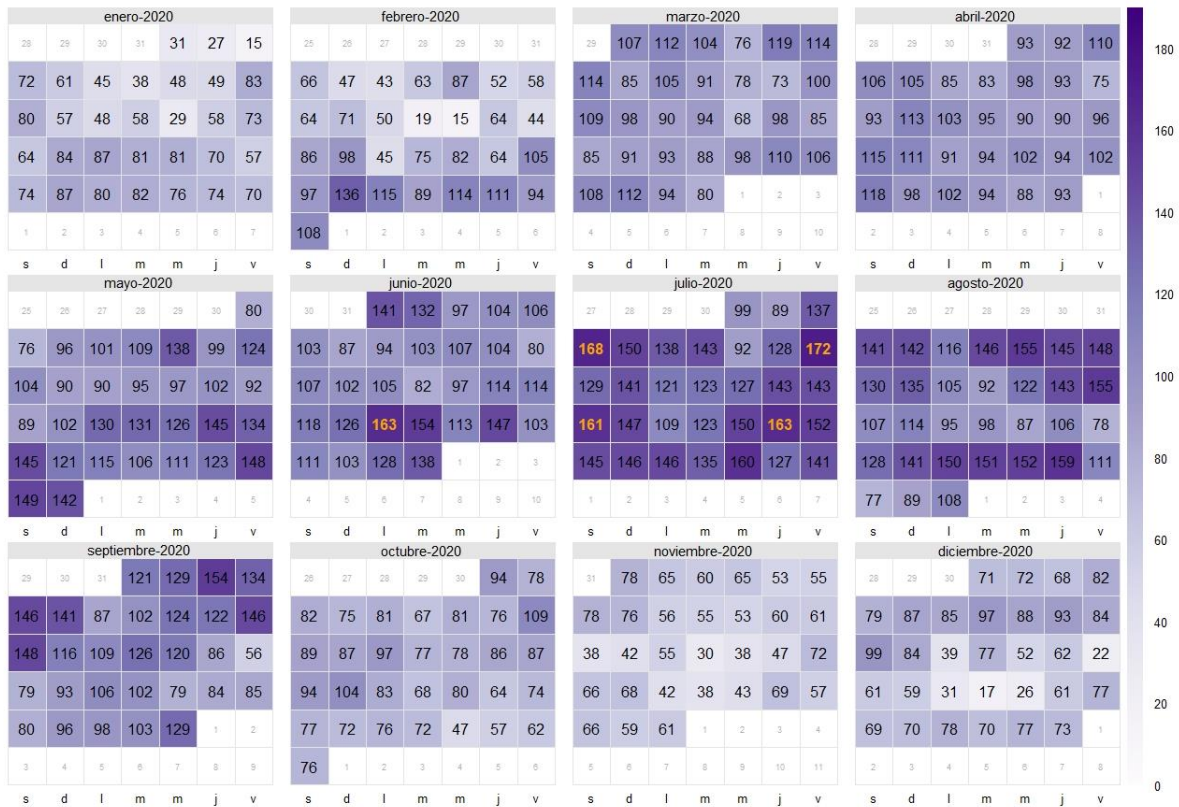 enero-2020
28 29 30 31 31 27 15
72 61 45 38 48 49 83
80 57 48 58 29 58 73
64 84 87 81 81 70 57
74 87 80 82 76 74 70
1 2 3 4 5 6 7
s d l m m j v
febrero-2020
25 26 27 28 29 30 31
66 47 43 63 87 52 58
64 71 50 19 15 64 44
86 98 45 75 82 64 105
97 136 115 89 114 111 94
108 1 2 3 4 5 6
s d l m m j v
marzo-2020
29 107 112 104 76 119 114
114 85 105 91 78 73 100
109 98 90 94 68 98 85
85 91 93 88 98 110 106
108 112 94 80 1 2 3
4 5 6 7 8 9 10
s d l m m j v
abril-2020
28 29 30 31 93 92 110
106 105 85 83 98 93 75
93 113 103 95 90 90 96
115 111 91 94 102 94 102
118 98 102 94 88 93 1
2 3 4 5 6 7 8
s d l m m j v
mayo-2020
25 26 27 28 29 30 80
76 96 101 109 138 99 124
104 90 90 95 97 102 92
89 102 130 131 126 145 134
145 121 115 106 111 123 148
149 142 1 2 3 4 5
s d l m m j v
junio-2020
30 31 141 132 97 104 106
103 87 94 103 107 104 80
107 102 105 82 97 114 114
118 126 163 154 113 147 103
111 103 128 138 1 2 3
4 5 6 7 8 9 10
s d l m m j v
julio-2020
27 28 29 30 99 89 137
168 150 138 143 92 128 172
129 141 121 123 127 143 143
161 147 109 123 150 163 152
145 146 146 135 160 127 141
1 2 3 4 5 6 7
s d l m m j v
agosto-2020
25 26 27 28 29 30 31
141 142 116 146 155 145 148
130 135 105 92 122 143 155
107 114 95 98 87 106 78
128 141 150 151 152 159 111
77 89 108 1 2 3 4
s d l m m j v
septiembre-2020
29 30 31 121 129 154 134
146 141 87 102 124 122 146
148 116 109 126 120 86 56
79 93 106 102 79 84 85
80 96 98 103 129 1 2
3 4 5 6 7 8 9
s d l m m j v
octubre-2020
26 27 28 29 30 94 78
82 75 81 67 81 76 109
89 87 97 77 78 86 87
94 104 83 68 80 64 74
77 72 76 72 47 57 62
76 1 2 3 4 5 6
s d l m m j v
noviembre-2020
31 78 65 60 65 53 55
78 76 56 55 53 60 61
38 42 55 30 38 47 72
66 68 42 38 43 69 57
66 59 61 1 2 3 4
5 6 7 8 9 10 11
s d l m m j v
diciembre-2020
28 29 30 71 72 68 82
79 87 85 97 88 93 84
99 84 39 77 52 62 22
61 59 31 17 26 61 77
69 70 78 70 77 73 1
2 3 4 5 6 7 8
s d l m m j v
180
160
140
120
100
80
60
40
20
0